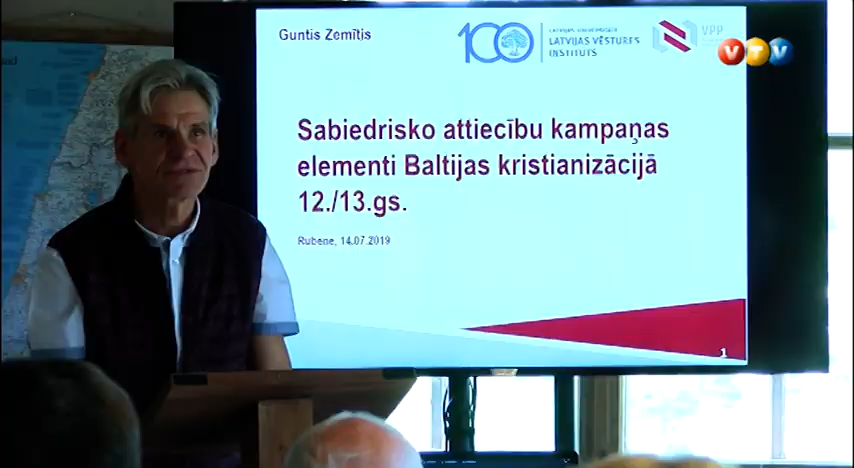 Guntis Zemītis
100
LATVIJAS VĒSTURES
INSTITŪTS
VPP
VTV
Sabiedrisko attiecību kampaņas
elementi Baltijas kristianizācijā
12./13.gs.
Rubene, 14.07.2019
1